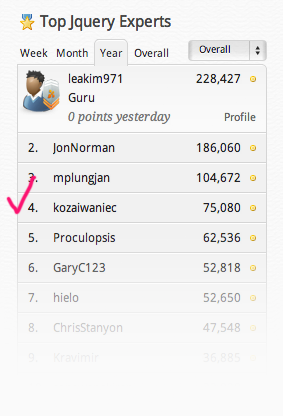 Top Jquery Experts
Week Month Year Overall Overall
leakim971 228,427
Guru
0 points yesterday Profile
2. JonNorman 186,060
3. mplungjan 104,672
4. kozaiwaniec 75,080
5. Proculopsis 62,536
6. GaryC123 52,818
7. hielo 52,650
8. ChrisStanyon 47,548
9. Kravimir 36,885